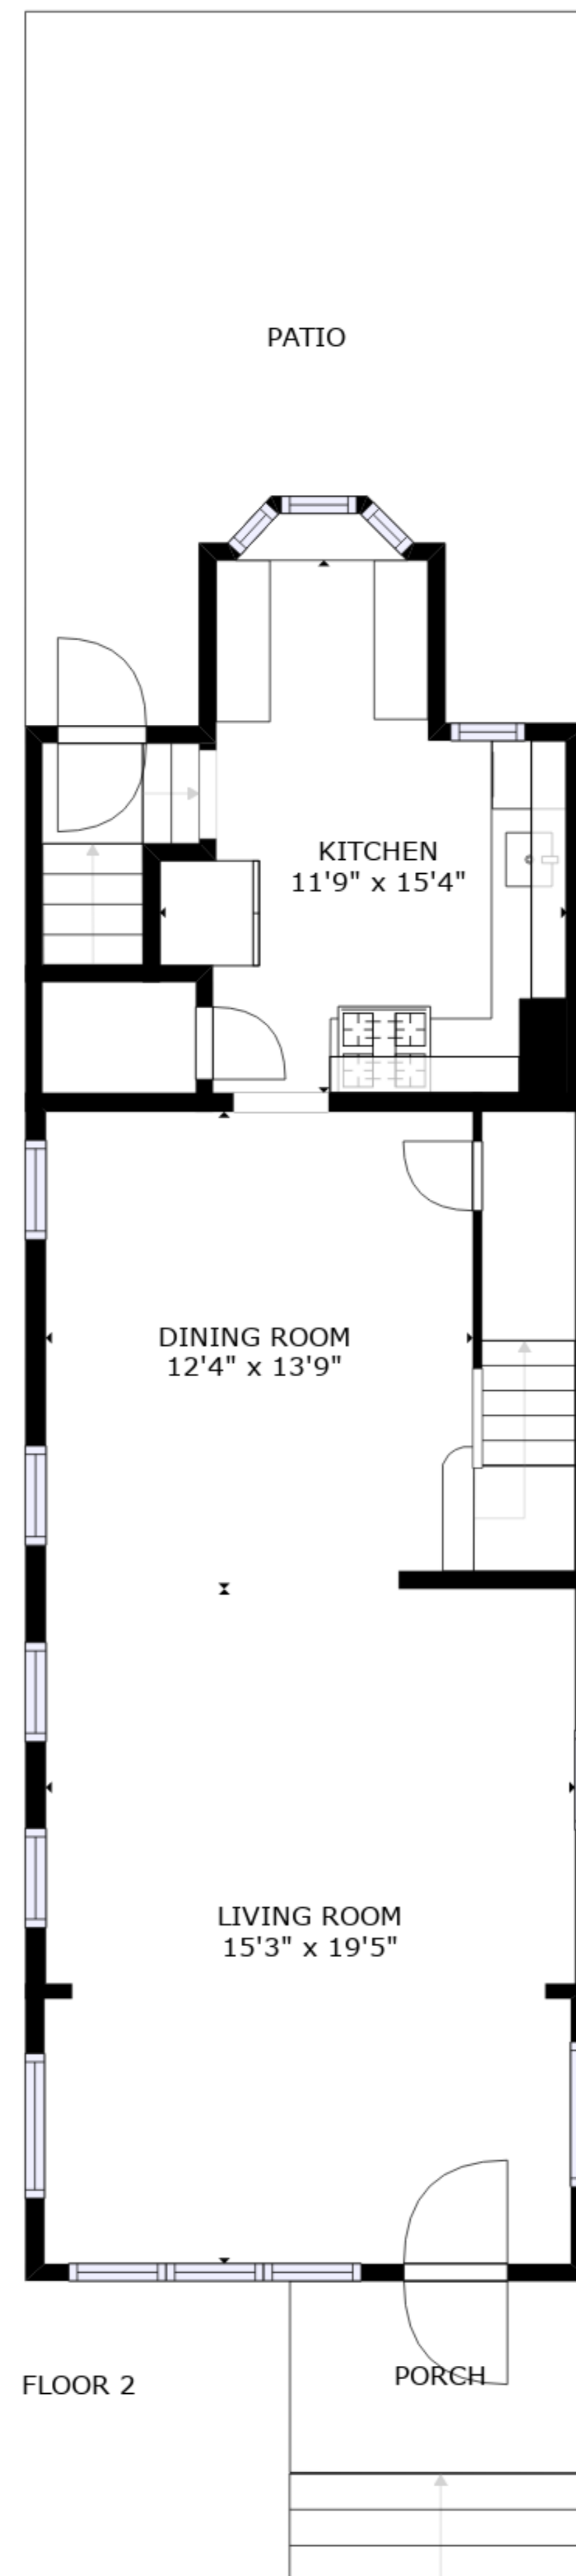 PATIO
KITCHEN
11'9" x 15'4"
DINING ROOM
12'4" x 13'9"
LIVING ROOM
15'3" x 19'5"
PORCH
FLOOR 2